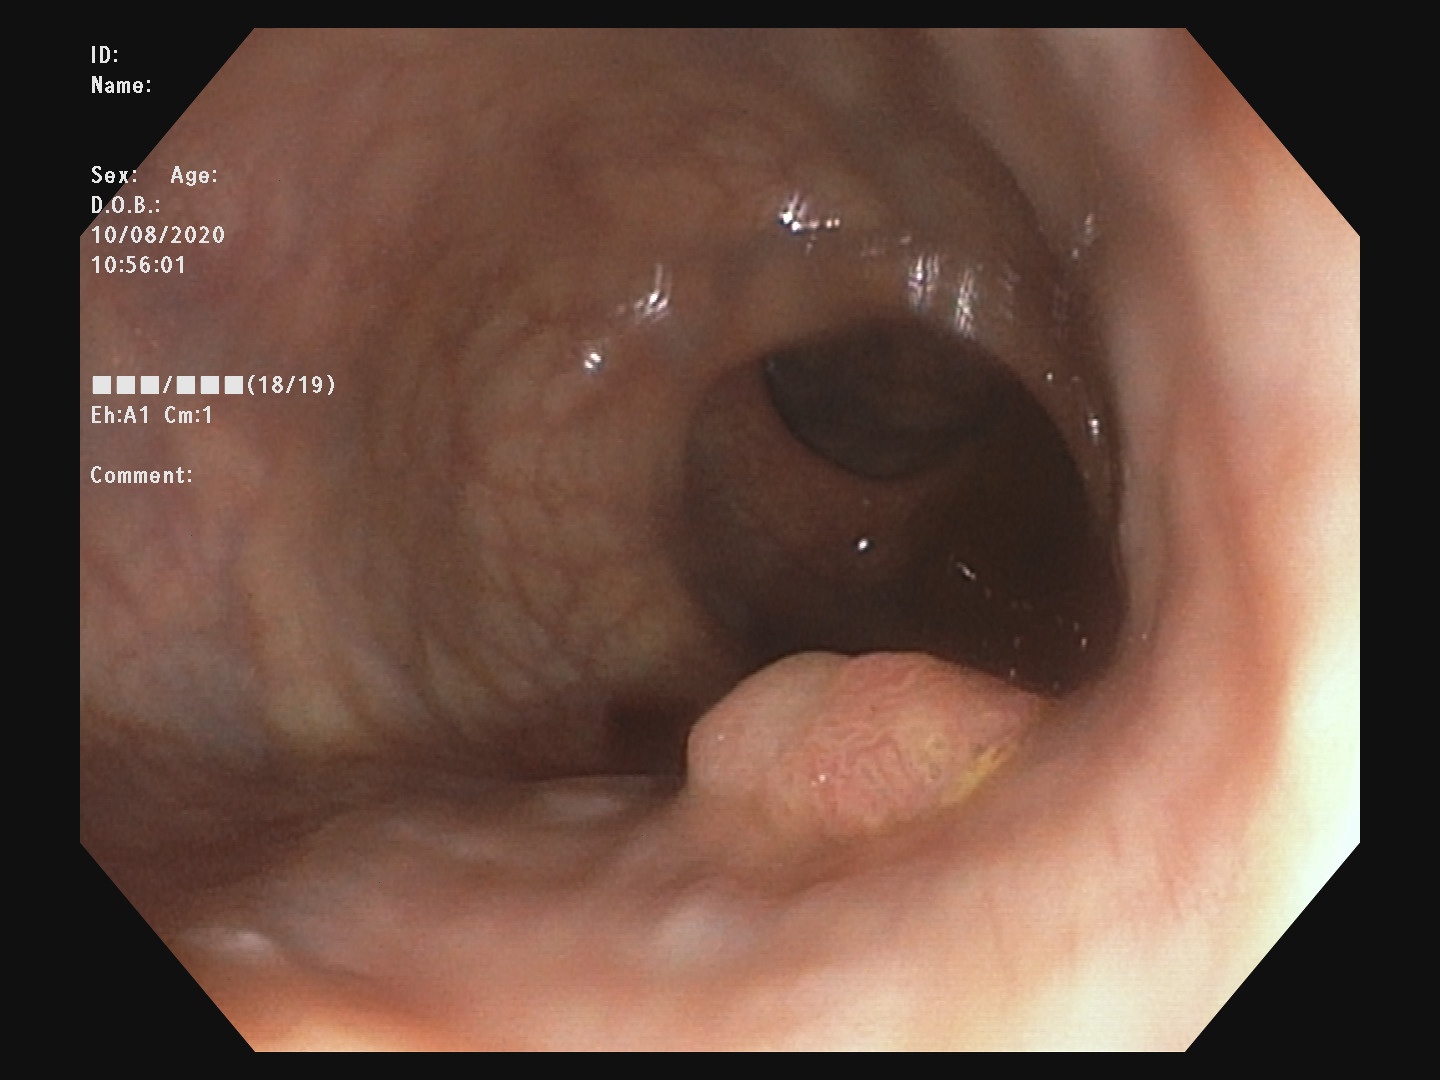 ID:
Name:
Sex: Age:
D.O.B.:
10/08/2020
10:56:01
■■■/■■■(18/19)
Eh:A1 Cm:1
Comment: